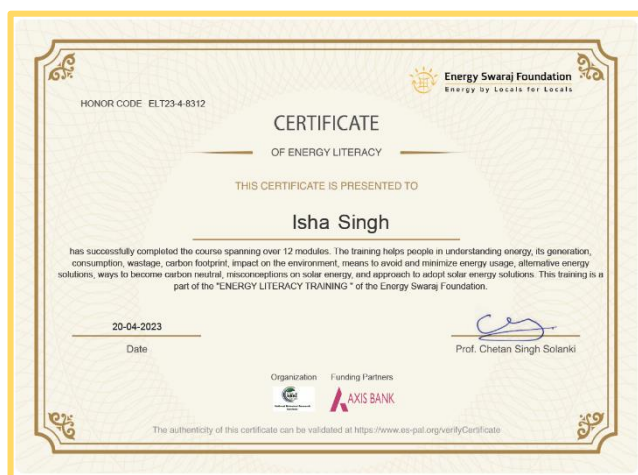 Energy Swaraj Foundation
Energy by Locals for Locals
HONOR CODE ELT23-4-8312
CERTIFICATE
OF ENERGY LITERACY
THIS CERTIFICATE IS PRESENTED TO
Isha Singh
has successfully completed the course spanning over 12 modules. The training helps people in understanding energy, its generation,
consumption, wastage, carbon footprint, impact on the environment, means to avoid and minimize energy usage, alternative energy
solutions, ways to become carbon neutral, misconceptions on solar energy, and approach to adopt solar energy solutions. This training is a
part of the "ENERGY LITERACY TRAINING " of the Energy Swaraj Foundation.
20-04-2023
Date
Prof. Chetan Singh Solanki
Organization Funding Partners
AXIS BANK
The authenticity of this certificate can be validated at https://www.es-pal.org/verifyCertificate